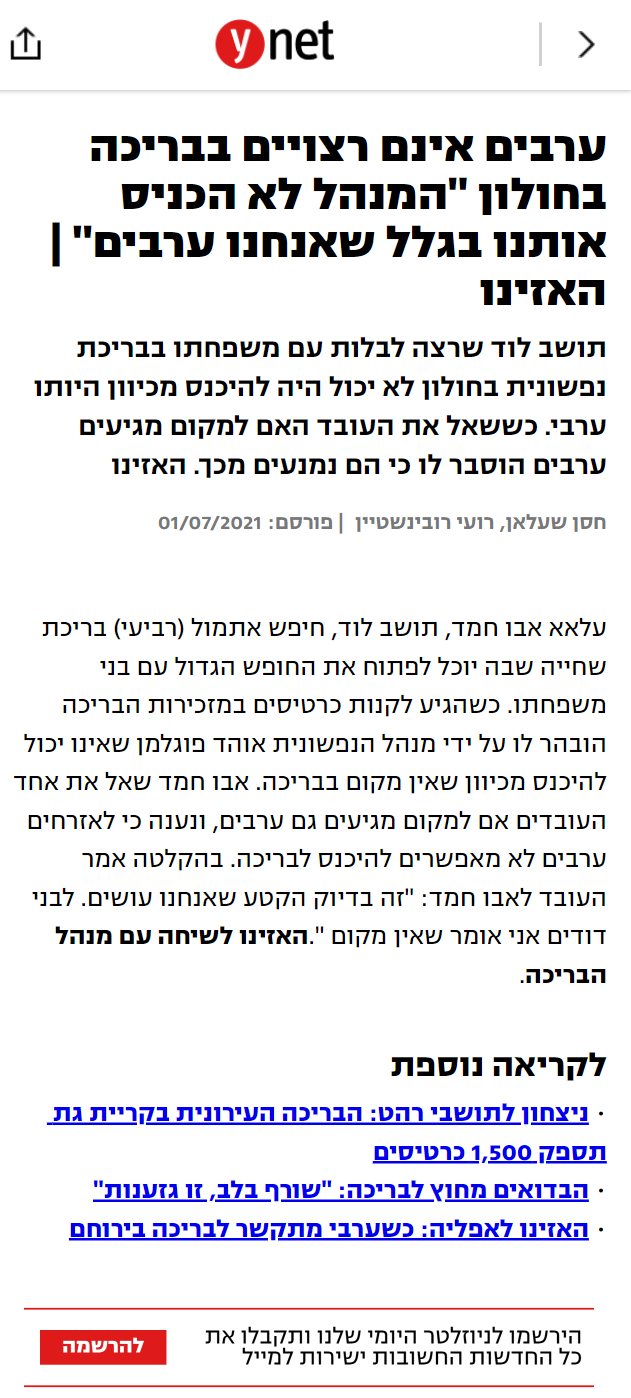 ynet
ערבים אינם רצויים בבריכה
בחולון "המנהל לא הכניס
אותנו בגלל שאנחנו ערבים" |
האזינו
תושב לוד שרצה לבלות עם משפחתו בבריכת
נפשונית בחולון לא יכול היה להיכנס מכיוון היותו
ערבי. כששאל את העובד האם למקום מגיעים
ערבים הוסבר לו כי הם נמנעים מכך. האזינו
חסן שעלאן, רועי רובינשטיין | פורסם: 01/07/2021
עלאא אבו חמד, תושב לוד, חיפש אתמול (רביעי) בריכת
שחייה שבה יוכל לפתוח את החופש הגדול עם בני
משפחתו. כשהגיע לקנות כרטיסים במזכירות הבריכה
הובהר לו על ידי מנהל הנפשונית אוהד פוגלמן שאינו יכול
להיכנס מכיוון שאין מקום בבריכה. אבו חמד שאל את אחד
העובדים אם למקום מגיעים גם ערבים, ונענה כי לאזרחים
ערבים לא מאפשרים להיכנס לבריכה. בהקלטה אמר
העובד לאבו חמד: "זה בדיוק הקטע שאנחנו עושים. לבני
דודים אני אומר שאין מקום ".האזינו לשיחה עם מנהל
הבריכה.
לקריאה נוספת
· ניצחון לתושבי רהט: הבריכה העירונית בקריית גת
תספק 1,500 כרטיסים
· הבדואים מחוץ לבריכה: "שורף בלב, זו גזענות"
· האזינו לאפליה: כשערבי מתקשר לבריכה בירוחם
הירשמו לניוזלטר היומי שלנו ותקבלו את
כל החדשות החשובות ישירות למייל
להרשמה